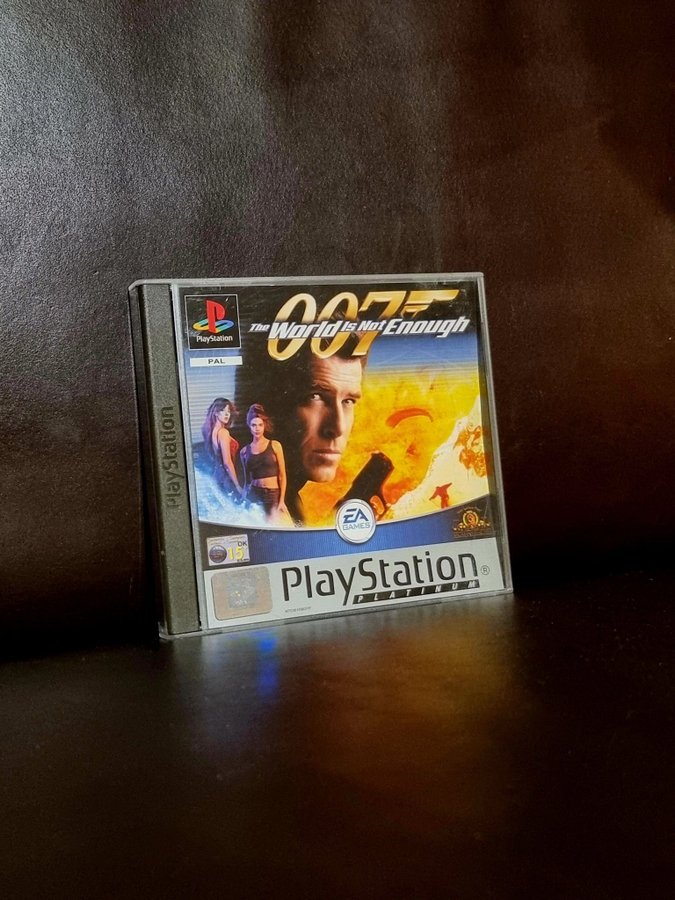 PlayStation
PlayStation
PAL
007
The World Is Not Enough
EA
GAMES
15
PlayStation®
PLATINUM